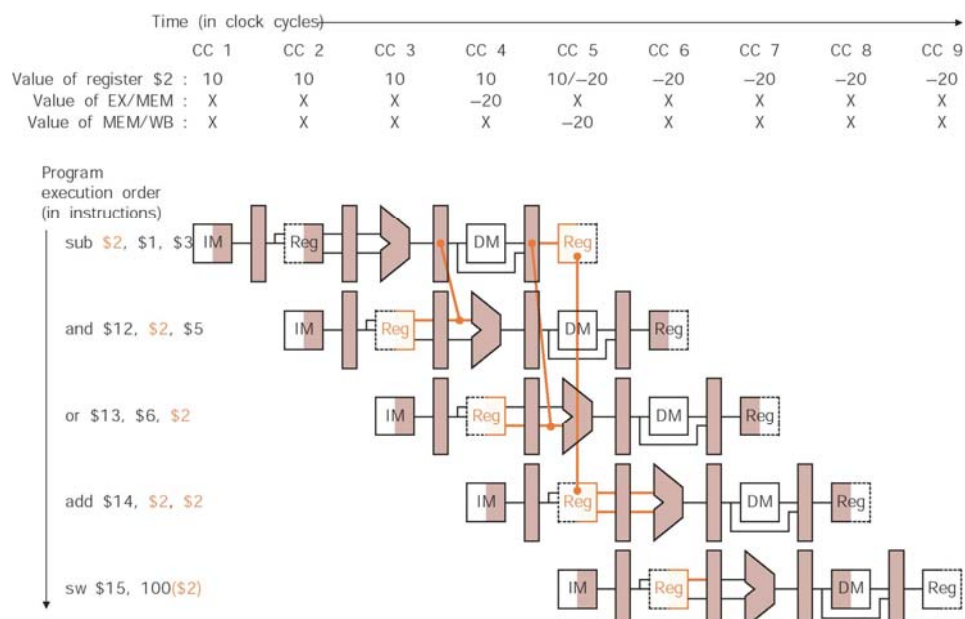 Time (in clock cycles)
CC 1 CC 2 CC 3 CC 4 CC 5 CC 6 CC 7 CC 8 CC 9
Value of register $2 : 10 10 10 10 10/–20 –20 –20 –20 –20
Value of EX/MEM : X X X –20 X X X X X
Value of MEM/WB : X X X X –20 X X X X
Program
execution order
(in instructions)
sub $2, $1, $3 IM Reg DM Reg
and $12, $2, $5 IM Reg DM Reg
or $13, $6, $2 IM Reg DM Reg
add $14, $2, $2 IM Reg DM Reg
sw $15, 100($2) IM Reg DM Reg